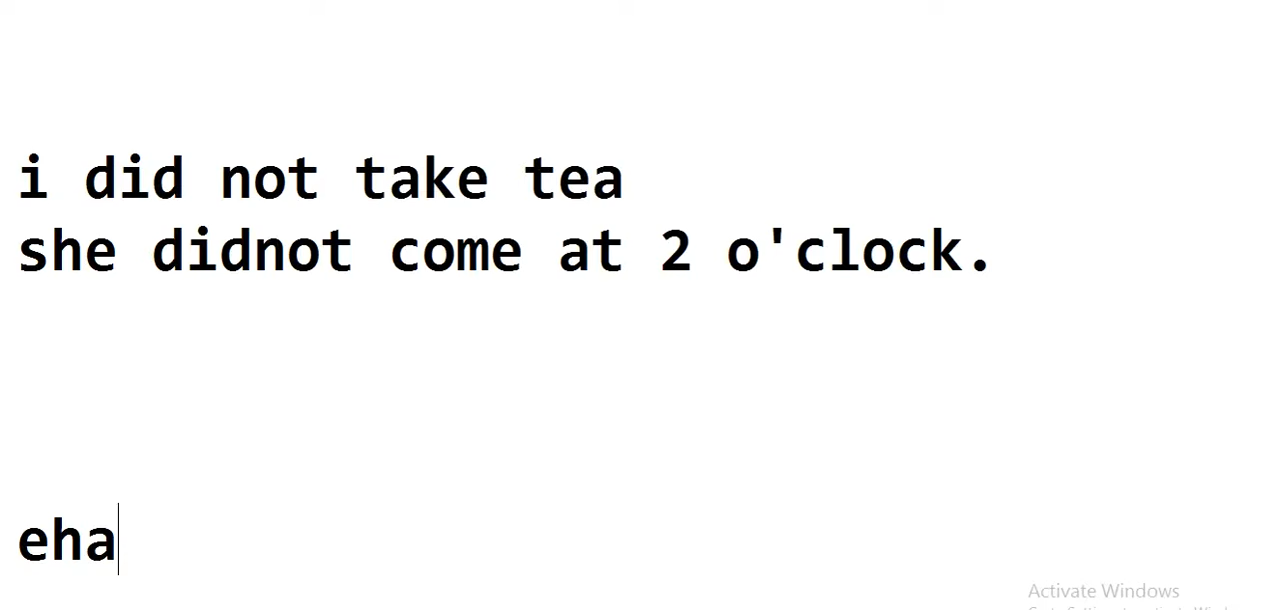 i did not take tea
she didnot come at 2 o'clock.
eha
Activate Windows